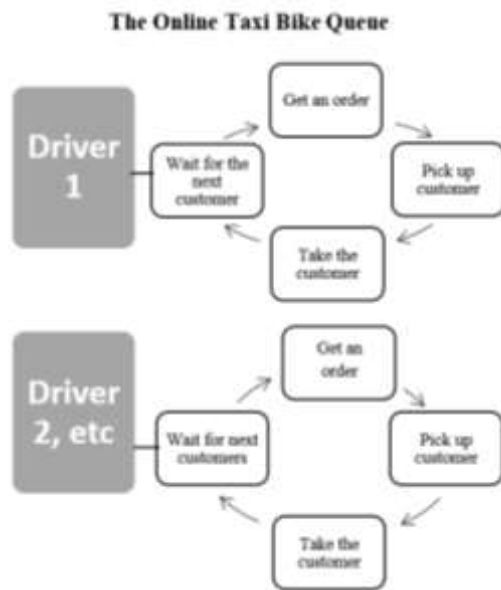 The Online Taxi Bike Queue
Get an order
Driver
1
Wait for the
next
customer
Pick up
customer
Take the
customer
Get an
order
Driver
2, etc
Wait for next
customers
Pick up
customer
Take the
customer